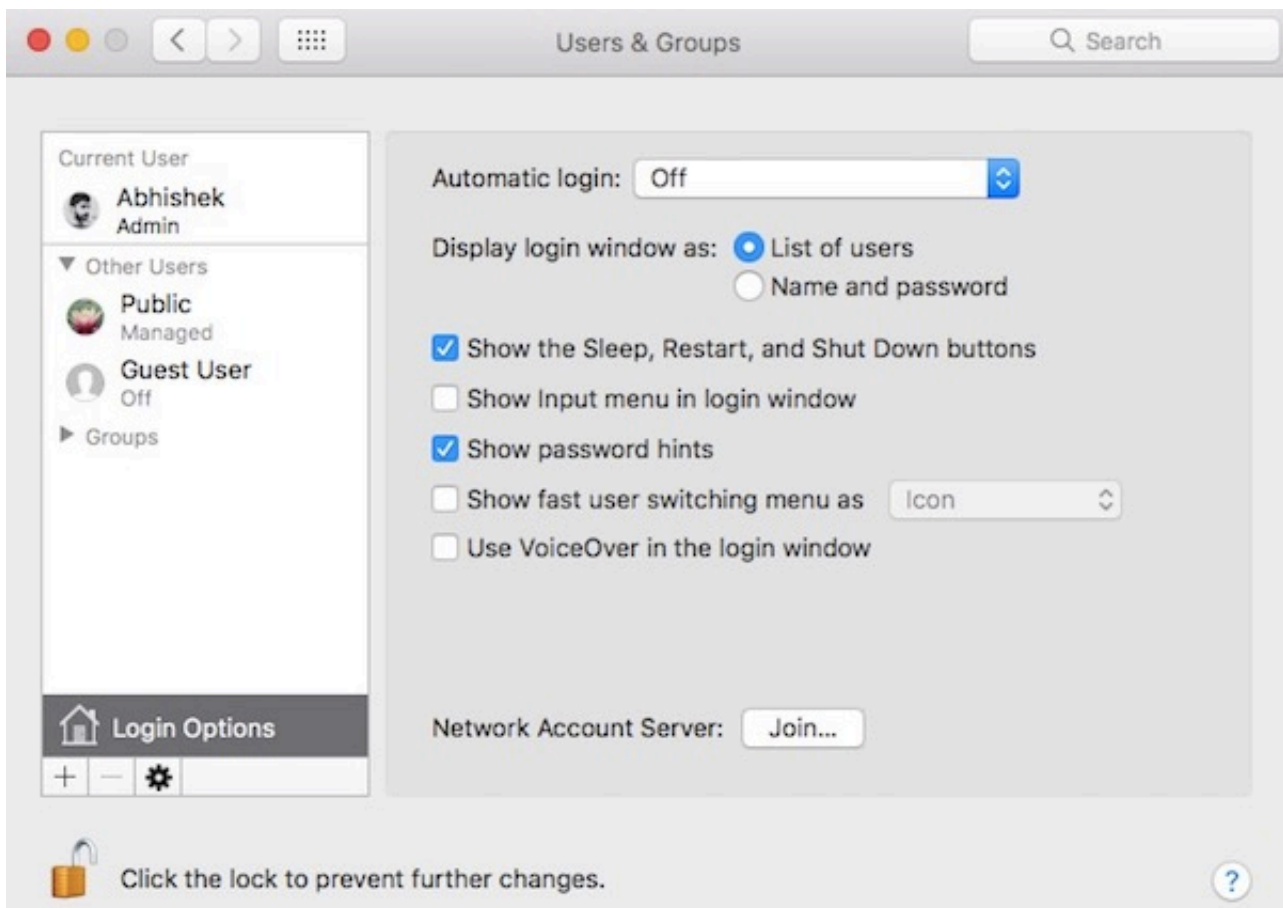 Users & Groups
Search
Current User
Abhishek
Admin
Other Users
Public
Managed
Guest User
Off
Groups
Login Options
Automatic login: Off
Display login window as: List of users
Name and password
Show the Sleep, Restart, and Shut Down buttons
Show Input menu in login window
Show password hints
Show fast user switching menu as Icon
Use VoiceOver in the login window
Network Account Server: Join...
Click the lock to prevent further changes.
?